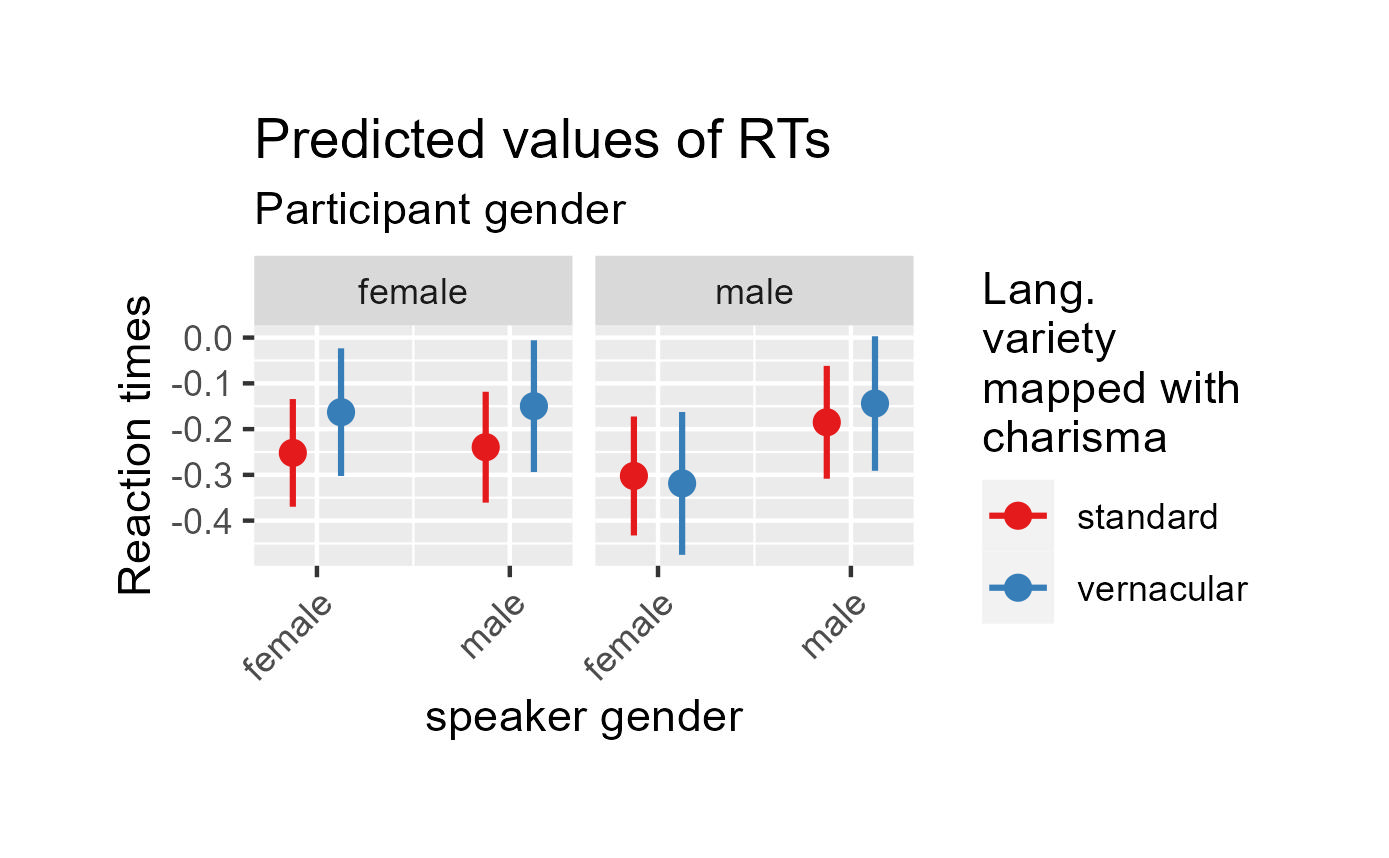 Predicted values of RTs
Participant gender
female
male
Reaction times
0.0
-0.1
-0.2
-0.3
-0.4
female
male
female
male
speaker gender
Lang.
variety
mapped with
charisma
standard
vernacular